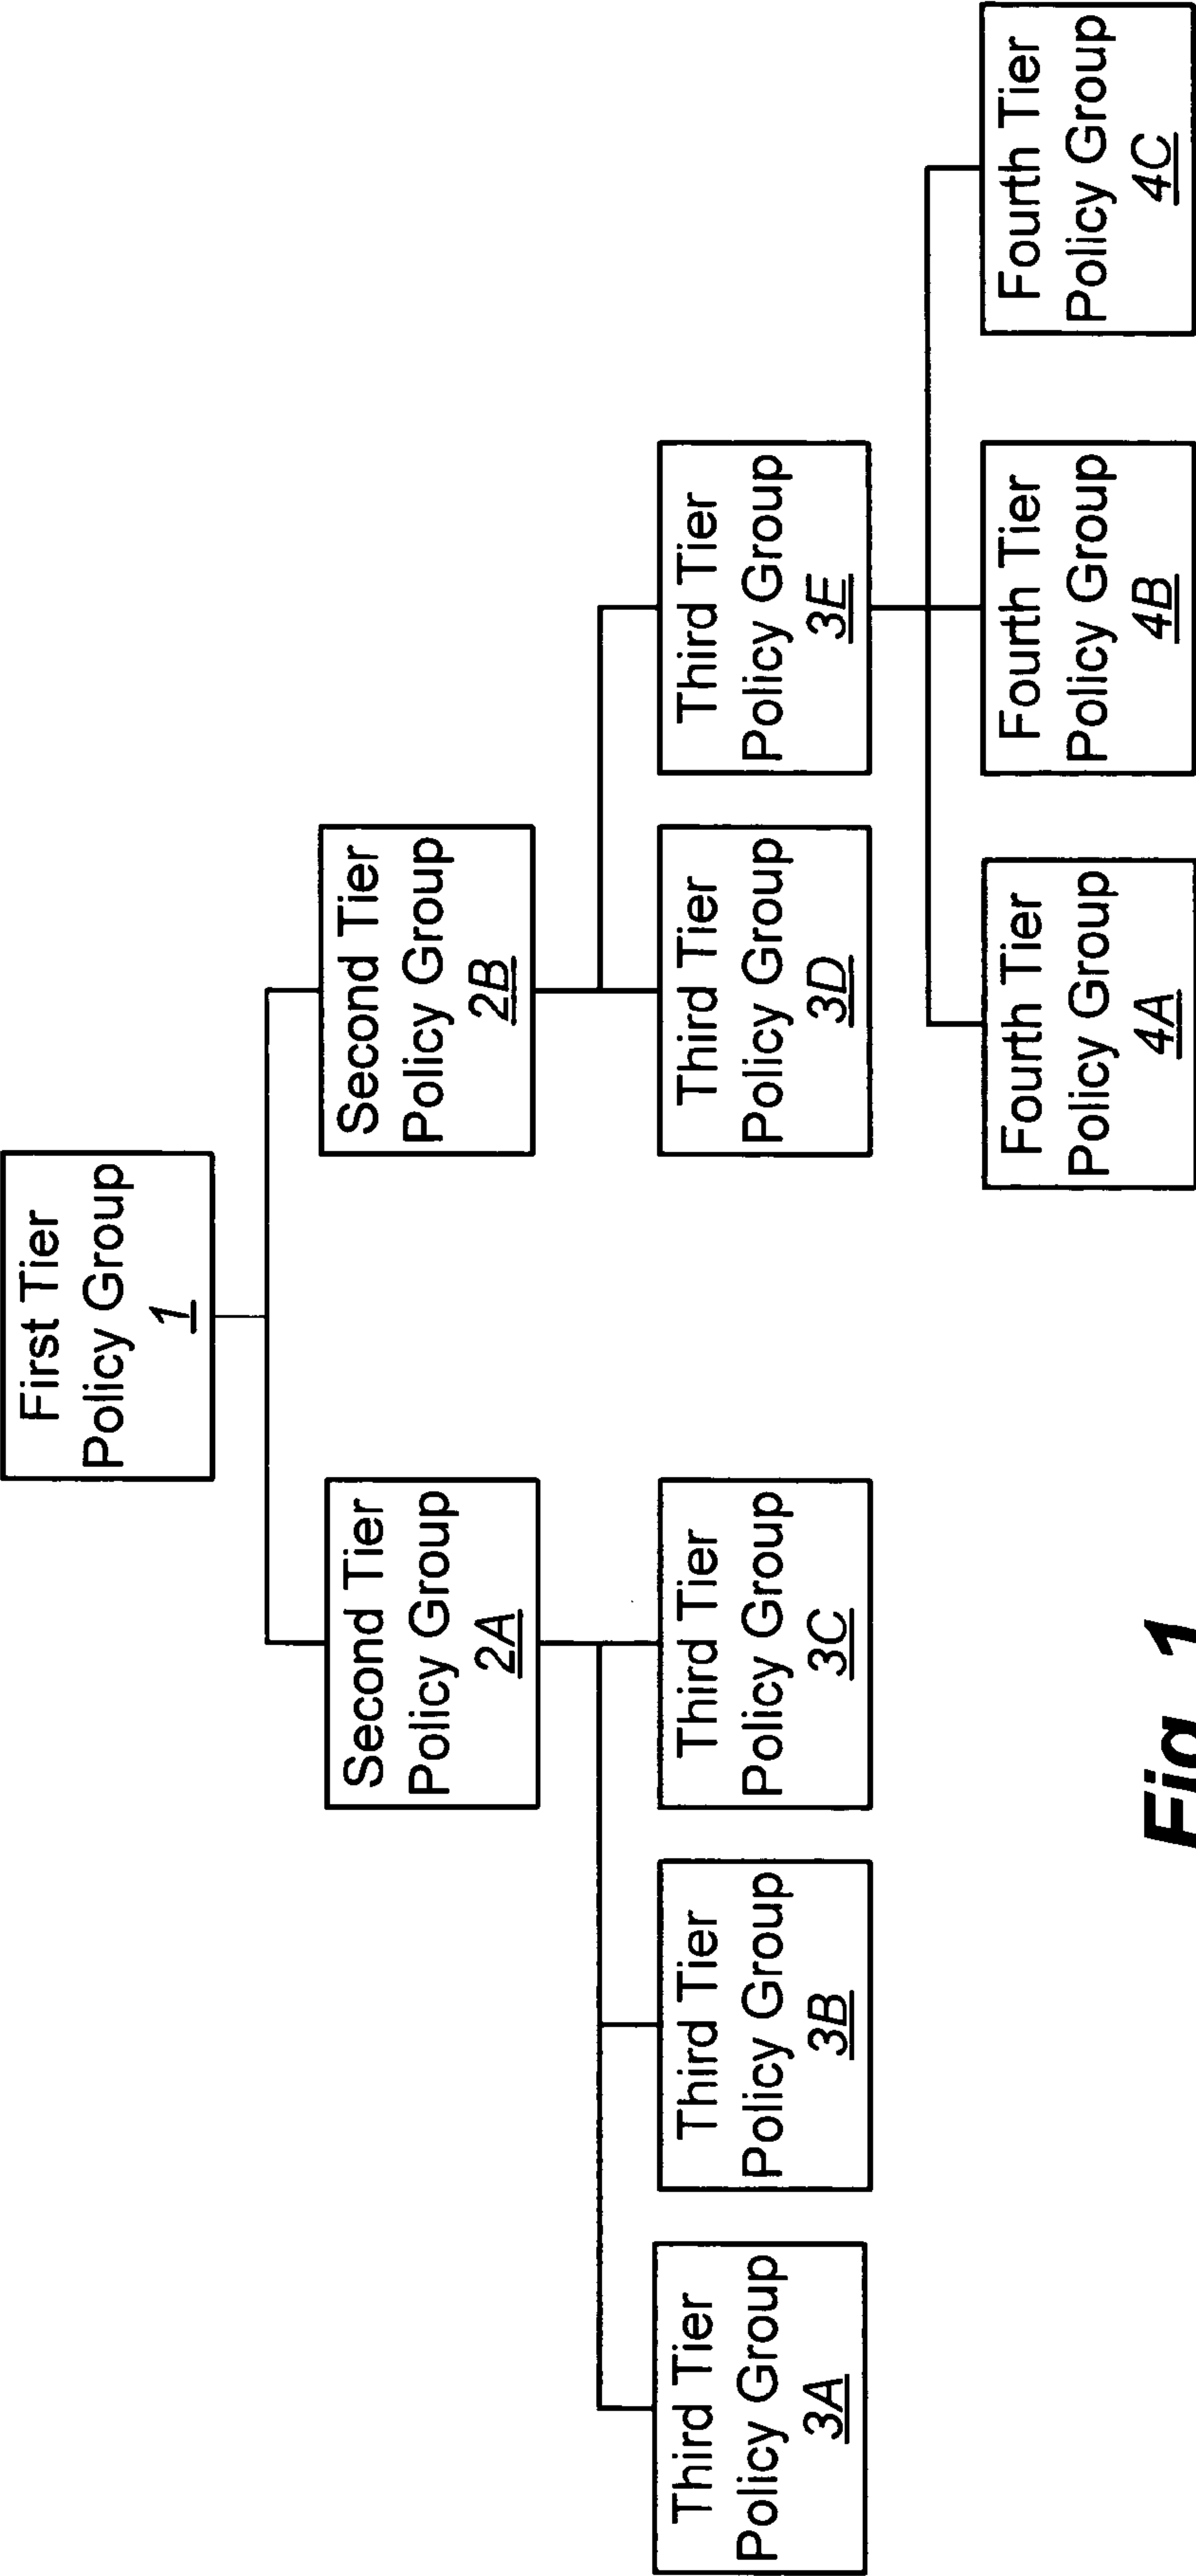 First Tier
Policy Group
1
Second Tier
Policy Group
2A
Second Tier
Policy Group
2B
Third Tier
Policy Group
3A
Third Tier
Policy Group
3B
Third Tier
Policy Group
3C
Third Tier
Policy Group
3D
Third Tier
Policy Group
3E
Fourth Tier
Policy Group
4A
Fourth Tier
Policy Group
4B
Fourth Tier
Policy Group
4C
Fig. 1